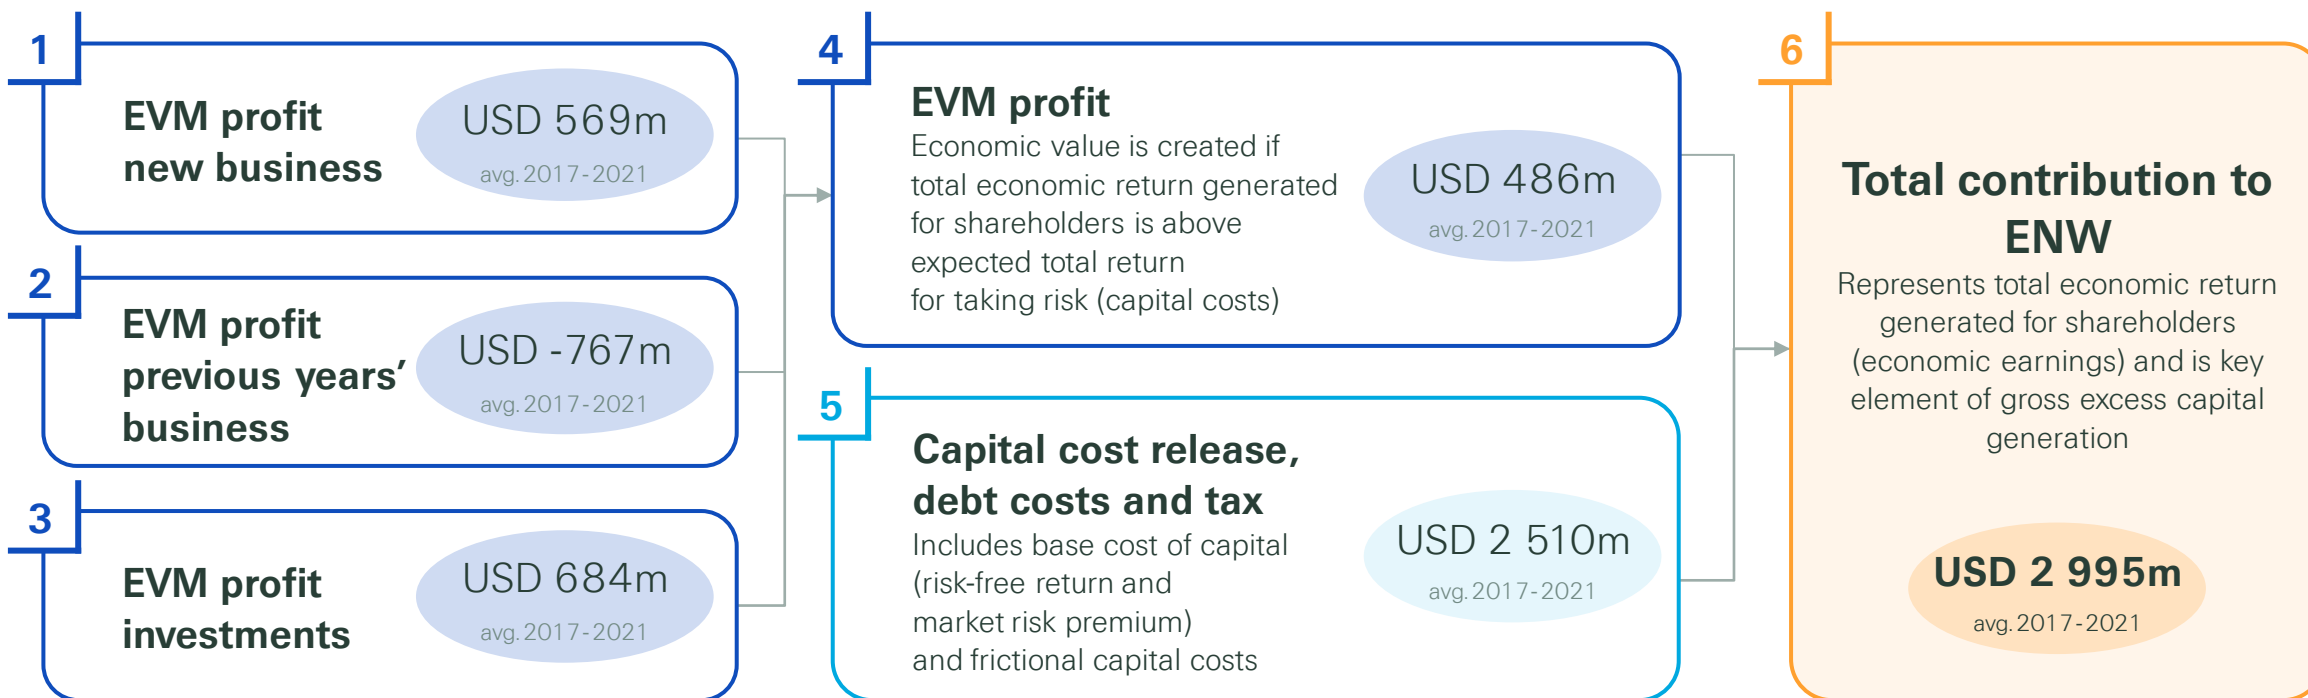 1
EVM profit
new business
USD 569m
avg. 2017-2021
2
EVM profit
previous years’
business
USD -767m
avg. 2017-2021
3
EVM profit
investments
USD 684m
avg. 2017-2021
4
EVM profit
Economic value is created if
total economic return generated
for shareholders is above
expected total return
for taking risk (capital costs)
USD 486m
avg. 2017-2021
5
Capital cost release,
debt costs and tax
Includes base cost of capital
(risk-free return and
market risk premium)
and frictional capital costs
USD 2 510m
avg. 2017-2021
6
Total contribution to
ENW
Represents total economic return
generated for shareholders
(economic earnings) and is key
element of gross excess capital
generation
USD 2 995m
avg. 2017-2021